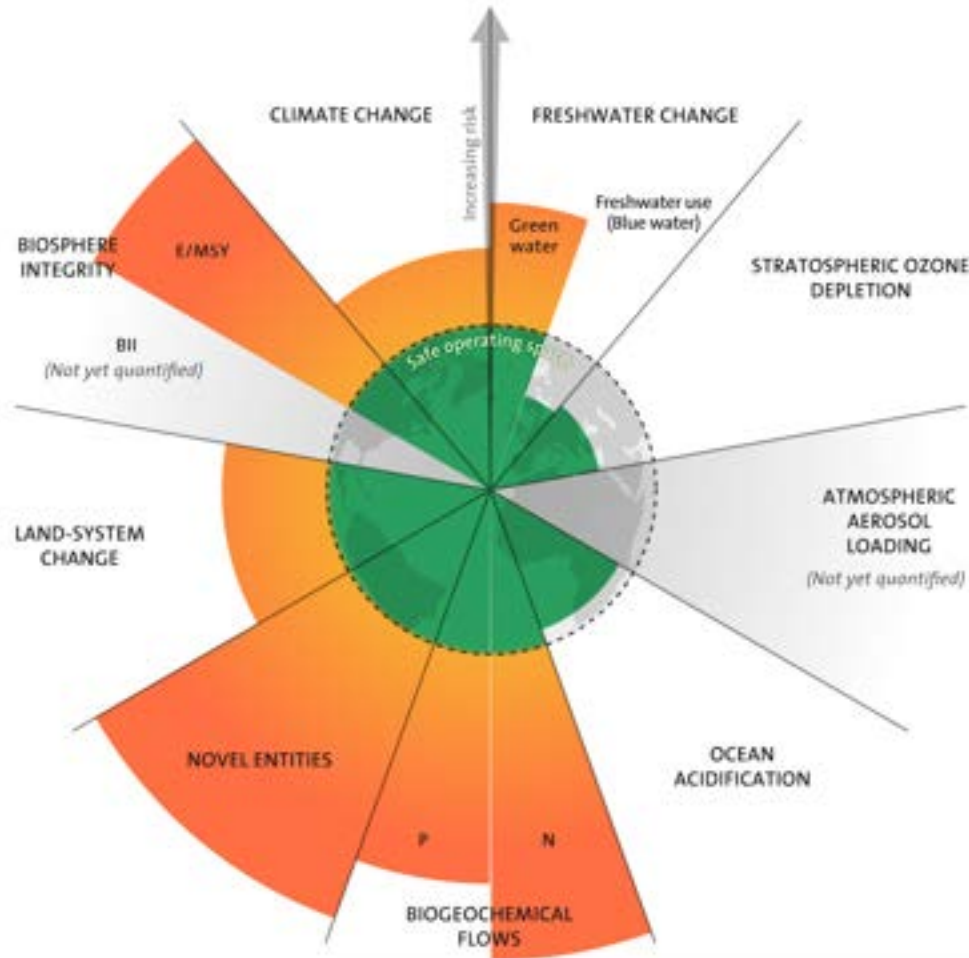 CLIMATE CHANGE
FRESHWATER CHANGE
Increasing risk
Green
water
Freshwater use
(Blue water)
STRATOSPHERIC OZONE
DEPLETION
BIOSPHERE
INTEGRITY
E/MSY
BII
(Not yet quantified)
Safe operating space
ATMOSPHERIC
AEROSOL
LOADING
(Not yet quantified)
LAND-SYSTEM
CHANGE
NOVEL ENTITIES
OCEAN
ACIDIFICATION
P
N
BIOGEOCHEMICAL
FLOWS